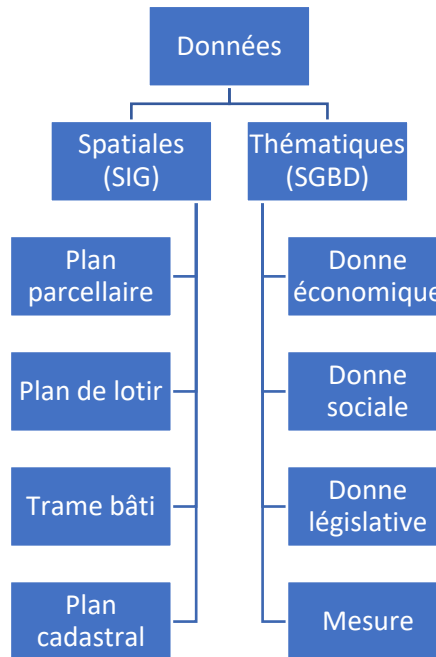 Données
Spatiales
(SIG)
Thématiques
(SGBD)
Plan
parcellaire
Donne
économique
Plan de lotir
Donne
sociale
Trame bâti
Donne
législative
Plan
cadastral
Mesure